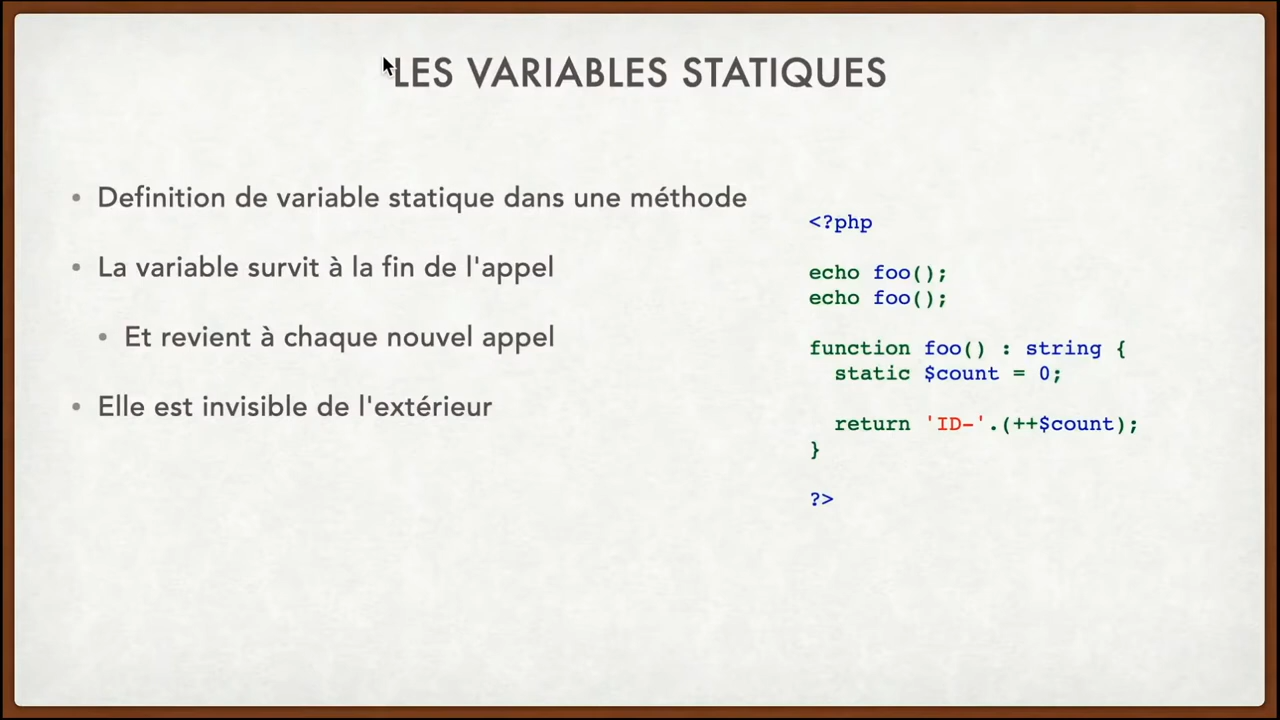 LES VARIABLES STATIQUES
• Definition de variable statique dans une méthode
• La variable survit à la fin de l'appel
• Et revient à chaque nouvel appel
• Elle est invisible de l'extérieur
<?php
echo foo();
echo foo();
function foo() : string {
static $count = 0;
return 'ID-'.(++$count);
}
?>